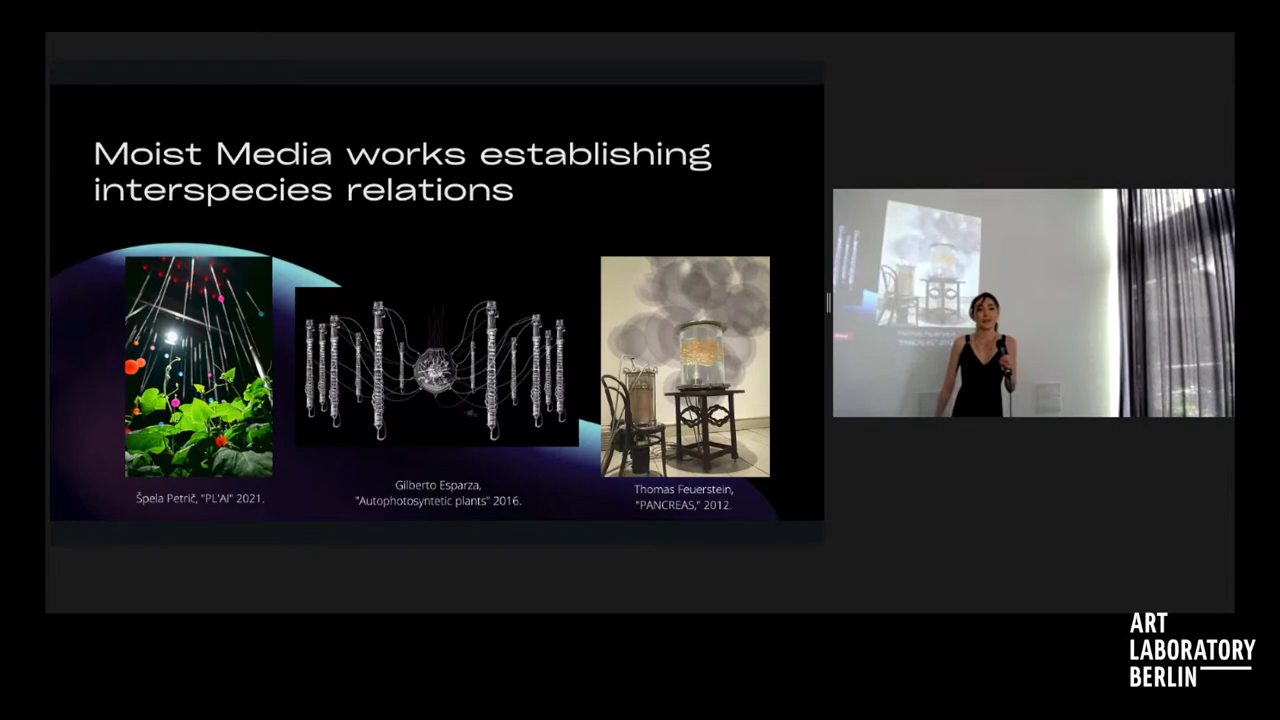 Moist Media works establishing
interspecies relations
Špela Petrič, "PL'AI" 2021.
Gilberto Esparza,
"Autophotosyntetic plants" 2016.
Thomas Feuerstein,
"PANCREAS," 2012.
ART
LABORATORY
BERLIN